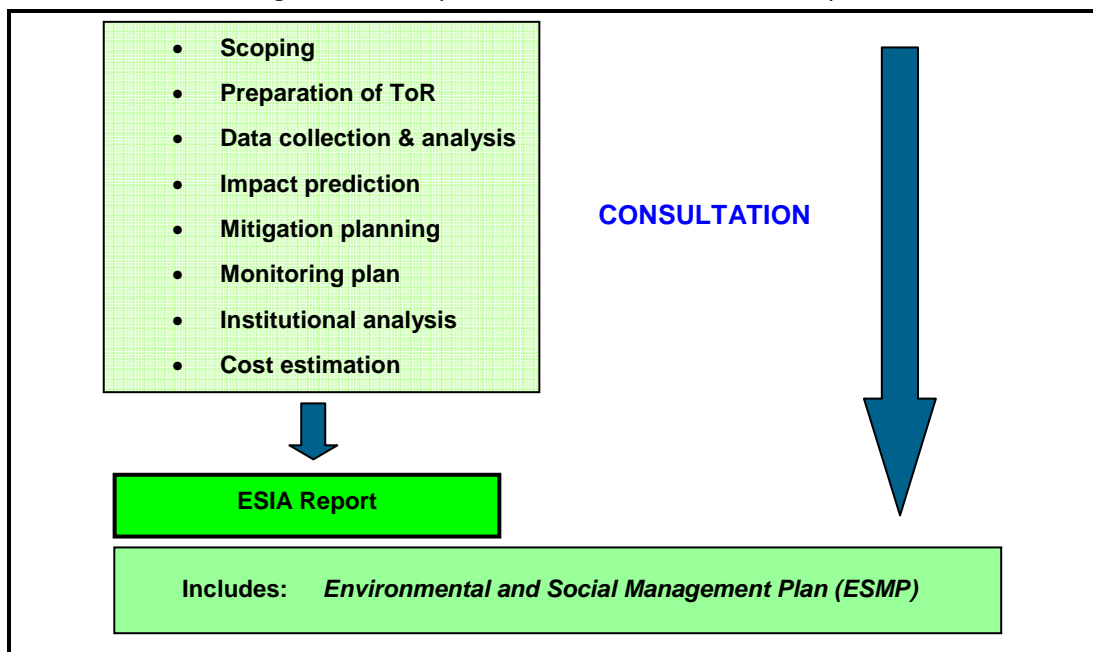 • Scoping
• Preparation of ToR
• Data collection & analysis
• Impact prediction
• Mitigation planning
• Monitoring plan
• Institutional analysis
• Cost estimation
CONSULTATION
ESIA Report
Includes: Environmental and Social Management Plan (ESMP)